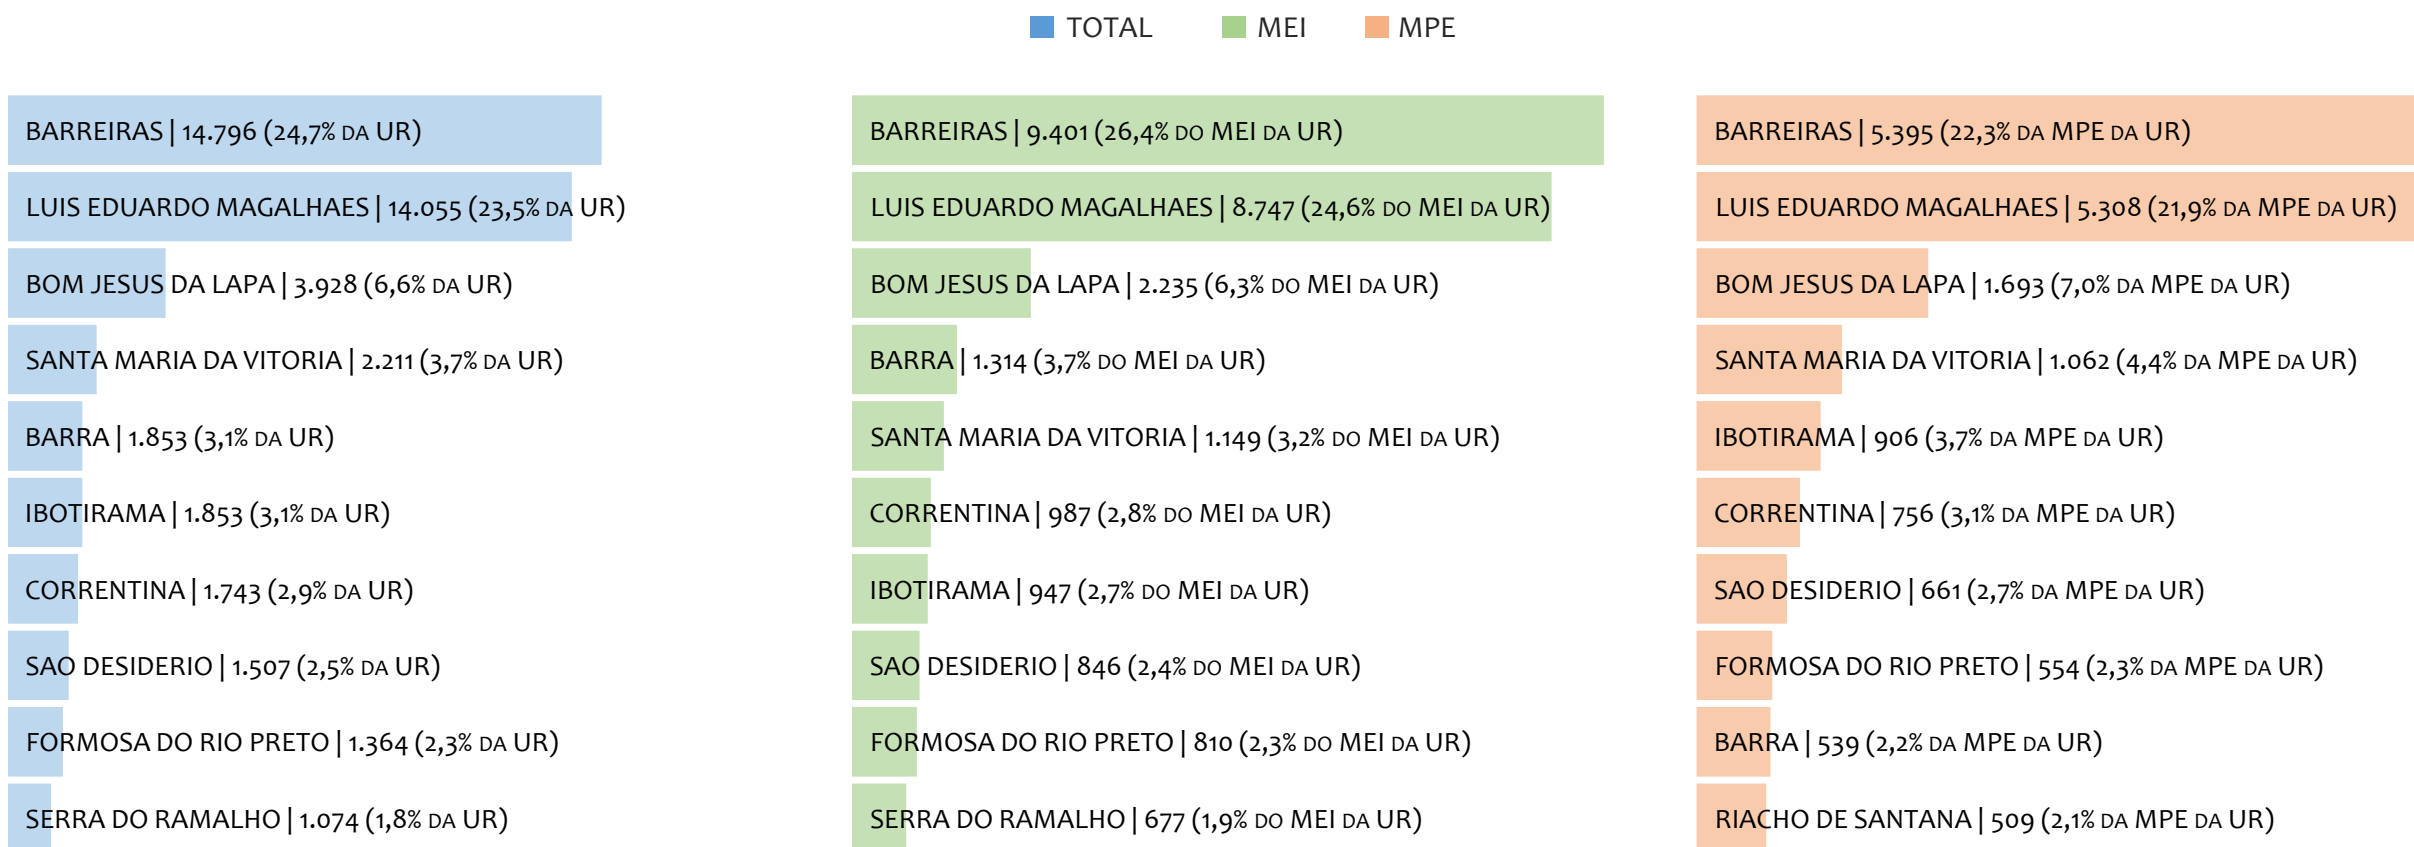 TOTAL MEI MPE
BARREIRAS | 14.796 (24,7% DA UR)
LUIS EDUARDO MAGALHAES | 14.055 (23,5% DA UR)
BOM JESUS DA LAPA | 3.928 (6,6% DA UR)
SANTA MARIA DA VITORIA | 2.211 (3,7% DA UR)
BARRA | 1.853 (3,1% DA UR)
IBOTIRAMA | 1.853 (3,1% DA UR)
CORRENTINA | 1.743 (2,9% DA UR)
SAO DESIDERIO | 1.507 (2,5% DA UR)
FORMOSA DO RIO PRETO | 1.364 (2,3% DA UR)
SERRA DO RAMALHO | 1.074 (1,8% DA UR)
BARREIRAS | 9.401 (26,4% DO MEI DA UR)
LUIS EDUARDO MAGALHAES | 8.747 (24,6% DO MEI DA UR)
BOM JESUS DA LAPA | 2.235 (6,3% DO MEI DA UR)
BARRA | 1.314 (3,7% DO MEI DA UR)
SANTA MARIA DA VITORIA | 1.149 (3,2% DO MEI DA UR)
CORRENTINA | 987 (2,8% DO MEI DA UR)
IBOTIRAMA | 947 (2,7% DO MEI DA UR)
SAO DESIDERIO | 846 (2,4% DO MEI DA UR)
FORMOSA DO RIO PRETO | 810 (2,3% DO MEI DA UR)
SERRA DO RAMALHO | 677 (1,9% DO MEI DA UR)
BARREIRAS | 5.395 (22,3% DA MPE DA UR)
LUIS EDUARDO MAGALHAES | 5.308 (21,9% DA MPE DA UR)
BOM JESUS DA LAPA | 1.693 (7,0% DA MPE DA UR)
SANTA MARIA DA VITORIA | 1.062 (4,4% DA MPE DA UR)
IBOTIRAMA | 906 (3,7% DA MPE DA UR)
CORRENTINA | 756 (3,1% DA MPE DA UR)
SAO DESIDERIO | 661 (2,7% DA MPE DA UR)
FORMOSA DO RIO PRETO | 554 (2,3% DA MPE DA UR)
BARRA | 539 (2,2% DA MPE DA UR)
RIACHO DE SANTANA | 509 (2,1% DA MPE DA UR)